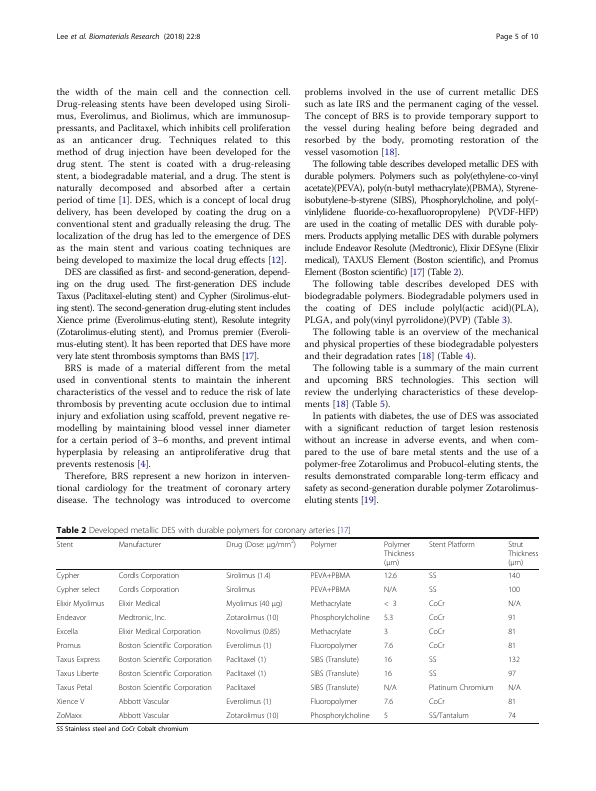 Lee et al. Biomaterials Research (2018) 22:8
Page 5 of 10
the width of the main cell and the connection cell.
Drug-releasing stents have been developed using Siroli-
mus, Everolimus, and Biolimus, which are immunosup-
pressants, and Paclitaxel, which inhibits cell proliferation
as an anticancer drug. Techniques related to this
method of drug injection have been developed for the
drug stent. The stent is coated with a drug-releasing
stent, a biodegradable material, and a drug. The stent is
naturally decomposed and absorbed after a certain
period of time [1]. DES, which is a concept of local drug
delivery, has been developed by coating the drug on a
conventional stent and gradually releasing the drug. The
localization of the drug has led to the emergence of DES
as the main stent and various coating techniques are
being developed to maximize the local drug effects [12].
DES are classified as first- and second-generation, depend-
ing on the drug used. The first-generation DES include
Taxus (Paclitaxel-eluting stent) and Cypher (Sirolimus-elut-
ing stent). The second-generation drug-eluting stent includes
Xience prime (Everolimus-eluting stent), Resolute integrity
(Zotarolimus-eluting stent), and Promus premier (Everoli-
mus-eluting stent). It has been reported that DES have more
very late stent thrombosis symptoms than BMS [17].
BRS is made of a material different from the metal
used in conventional stents to maintain the inherent
characteristics of the vessel and to reduce the risk of late
thrombosis by preventing acute occlusion due to intimal
injury and exfoliation using scaffold, prevent negative re-
modelling by maintaining blood vessel inner diameter
for a certain period of 3–6 months, and prevent intimal
hyperplasia by releasing an antiproliferative drug that
prevents restenosis [4].
Therefore, BRS represent a new horizon in interven-
tional cardiology for the treatment of coronary artery
disease. The technology was introduced to overcome
problems involved in the use of current metallic DES
such as late IRS and the permanent caging of the vessel.
The concept of BRS is to provide temporary support to
the vessel during healing before being degraded and
resorbed by the body, promoting restoration of the
vessel vasomotion [18].
The following table describes developed metallic DES with
durable polymers. Polymers such as poly(ethylene-co-vinyl
acetate)(PEVA), poly(n-butyl methacrylate)(PBMA), Styrene-
isobutylene-b-styrene (SIBS), Phosphorylcholine, and poly(-
vinlylidene fluoride-co-hexafluoropropylene) P(VDF-HFP)
are used in the coating of metallic DES with durable poly-
mers. Products applying metallic DES with durable polymers
include Endeavor Resolute (Medtronic), Elixir DESyne (Elixir
medical), TAXUS Element (Boston scientific), and Promus
Element (Boston scientific) [17] (Table 2).
The following table describes developed DES with
biodegradable polymers. Biodegradable polymers used in
the coating of DES include polyl(actic acid)(PLA),
PLGA, and poly(vinyl pyrrolidone)(PVP) (Table 3).
The following table is an overview of the mechanical
and physical properties of these biodegradable polyesters
and their degradation rates [18] (Table 4).
The following table is a summary of the main current
and upcoming BRS technologies. This section will
review the underlying characteristics of these develop-
ments [18] (Table 5).
In patients with diabetes, the use of DES was associated
with a significant reduction of target lesion restenosis
without an increase in adverse events, and when com-
pared to the use of bare metal stents and the use of a
polymer-free Zotarolimus and Probucol-eluting stents, the
results demonstrated comparable long-term efficacy and
safety as second-generation durable polymer Zotarolimus-
eluting stents [19].
Table 2 Developed metallic DES with durable polymers for coronary arteries [17]
Stent Manufacturer Drug (Dose: μg/mm²) Polymer Polymer Thickness (μm) Stent Platform Strut Thickness (μm)
Cypher Cordis Corporation Sirolimus (1.4) PEVA+PBMA 12.6 SS 140
Cypher select Cordis Corporation Sirolimus PEVA+PBMA N/A SS 100
Elixir Myolimus Elixir Medical Myolimus (40 μg) Methacrylate < 3 CoCr N/A
Endeavor Medtronic, Inc. Zotarolimus (10) Phosphorylcholine 5.3 CoCr 91
Excella Elixir Medical Corporation Novolimus (0.85) Methacrylate 3 CoCr 81
Promus Boston Scientific Corporation Everolimus (1) Fluoropolymer 7.6 CoCr 81
Taxus Express Boston Scientific Corporation Paclitaxel (1) SIBS (Translute) 16 SS 132
Taxus Liberte Boston Scientific Corporation Paclitaxel (1) SIBS (Translute) 16 SS 97
Taxus Petal Boston Scientific Corporation Paclitaxel SIBS (Translute) N/A Platinum Chromium N/A
Xience V Abbott Vascular Everolimus (1) Fluoropolymer 7.6 CoCr 81
ZoMaxx Abbott Vascular Zotarolimus (10) Phosphorylcholine 5 SS/Tantalum 74
SS Stainless steel and CoCr Cobalt chromium